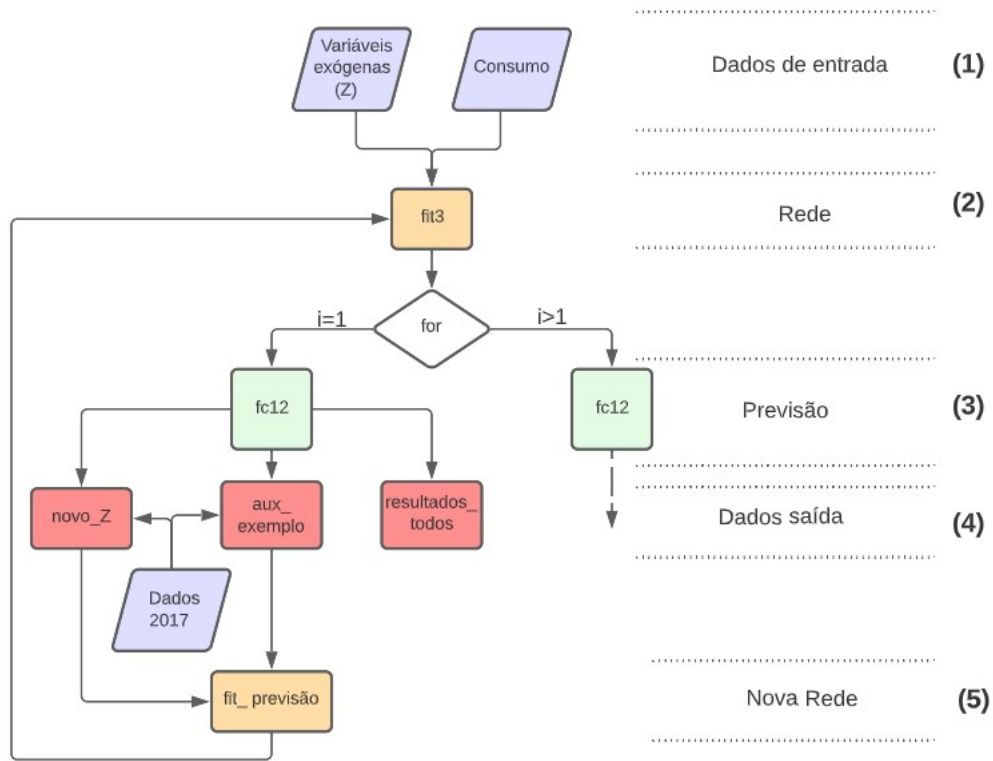 Variáveis
exógenas
(Z)
Consumo
Dados de entrada
(1)
fit3
Rede
(2)
for
i=1
i>1
fc12
fc12
Previsão
(3)
novo_Z
aux_
exemplo
resultados_
todos
Dados saída
(4)
Dados
2017
fit_ previsão
Nova Rede
(5)